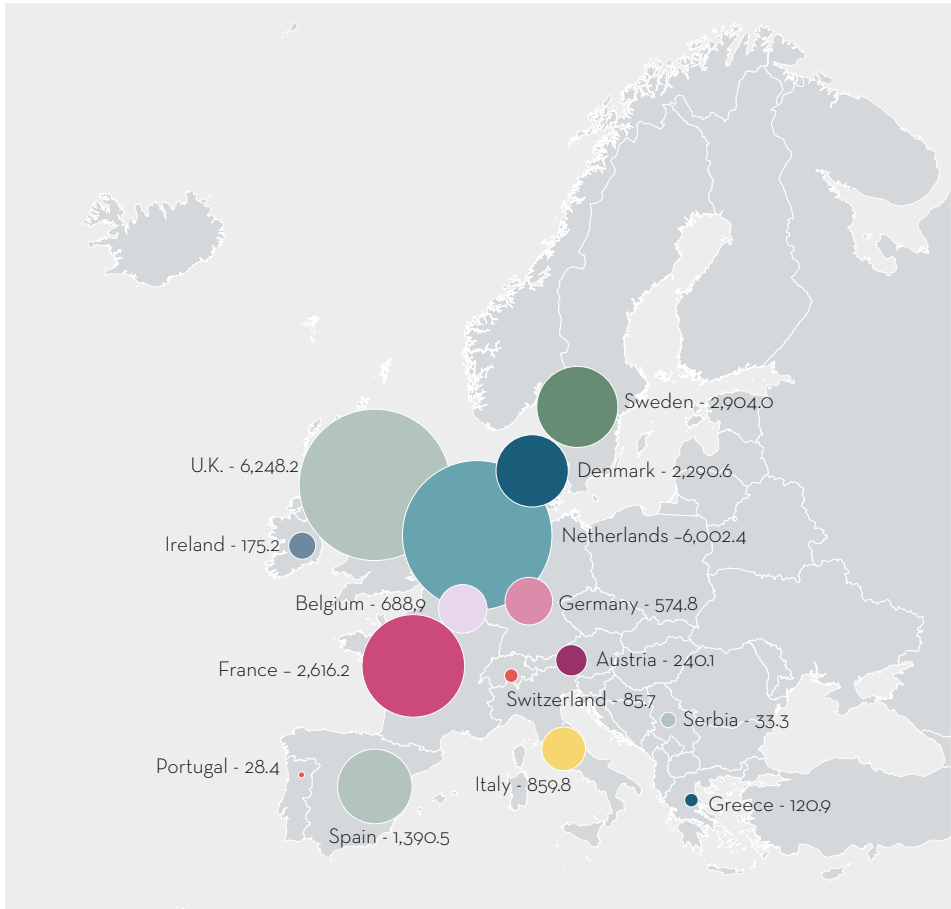 Sweden - 2,904.0
U.K. - 6,248.2
Denmark - 2,290.6
Netherlands –6,002.4
Ireland - 175.2
Belgium - 688,9
Germany - 574.8
France – 2,616.2
Austria - 240.1
Switzerland - 85.7
Serbia - 33.3
Portugal - 28.4
Italy - 859.8
Greece - 120.9
Spain - 1,390.5